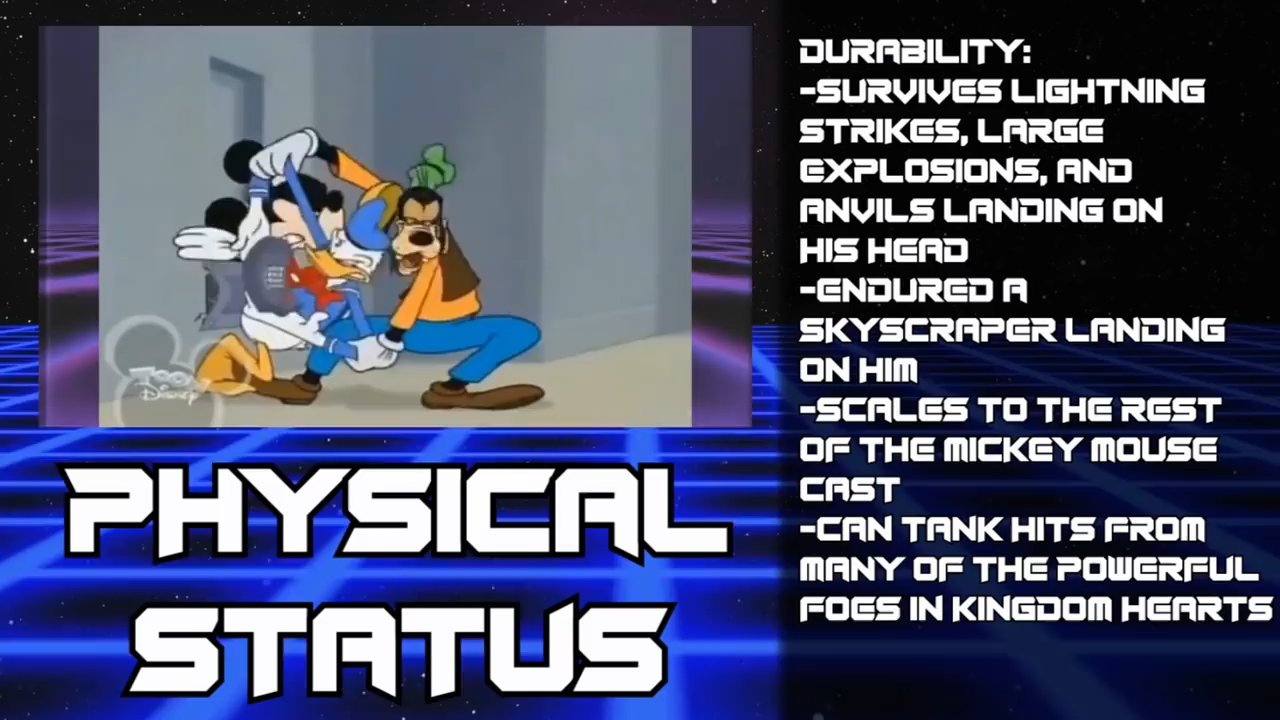 DURABILITY:
-SURVIVES LIGHTNING
STRIKES, LARGE
EXPLOSIONS, AND
ANVILS LANDING ON
HIS HEAD
-ENDURED A
SKYSCRAPER LANDING
ON HIM
-SCALES TO THE REST
OF THE MICKEY MOUSE
CAST
-CAN TANK HITS FROM
MANY OF THE POWERFUL
FOES IN KINGDOM HEARTS
TOON
Disney
PHYSICAL
STATUS